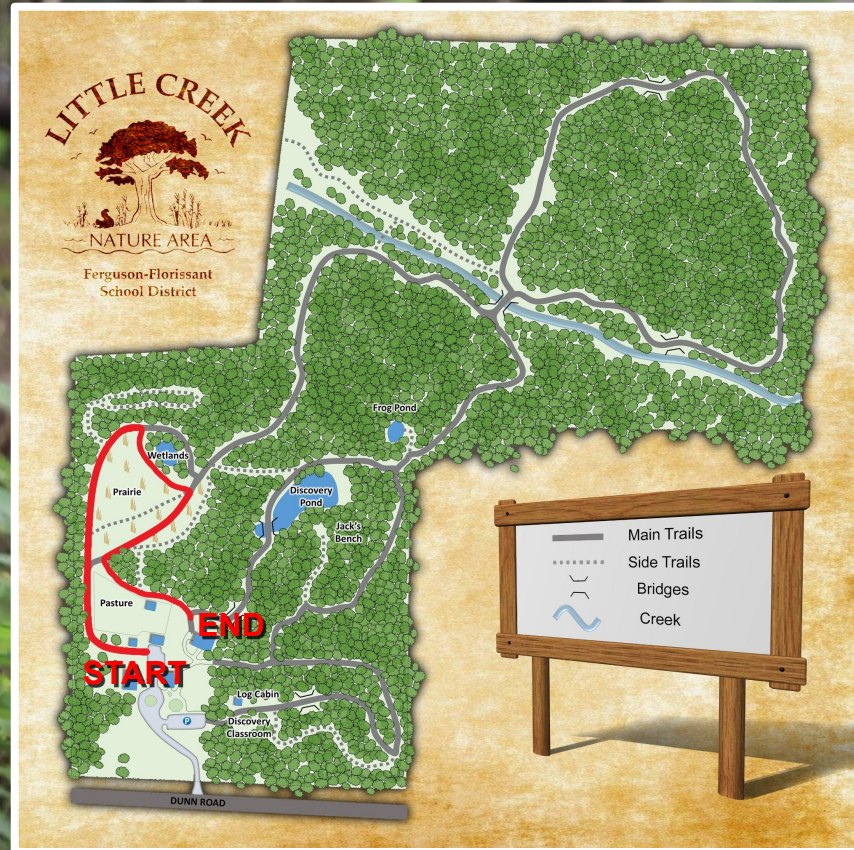 LITTLE CREEK
NATURE AREA
Ferguson-Florissant
School District
Frog Pond
Wetlands
Prairie
Discovery
Pond
Jack's
Bench
Pasture
END
START
Log Cabin
P
Discovery
Classroom
DUNN ROAD
Main Trails
Side Trails
Bridges
Creek